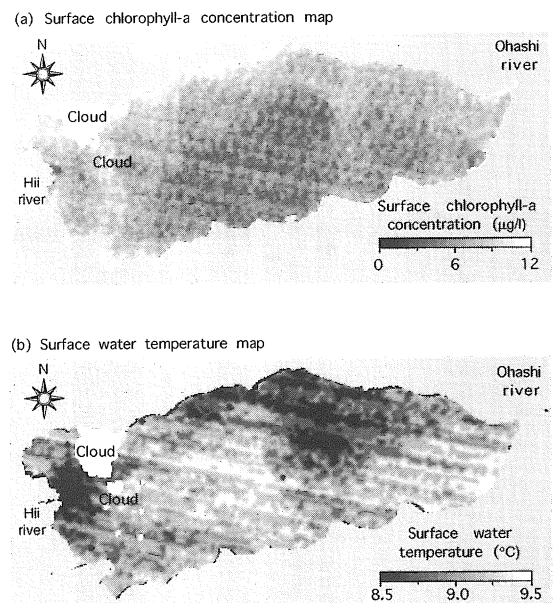 (a) Surface chlorophyll-a concentration map
N
Ohashi
river
Cloud
Cloud
Hii
river
Surface chlorophyll-a
concentration (μg/l)
0 6 12
(b) Surface water temperature map
N
Ohashi
river
Cloud
Cloud
Hii
river
Surface water
temperature (°C)
8.5 9.0 9.5